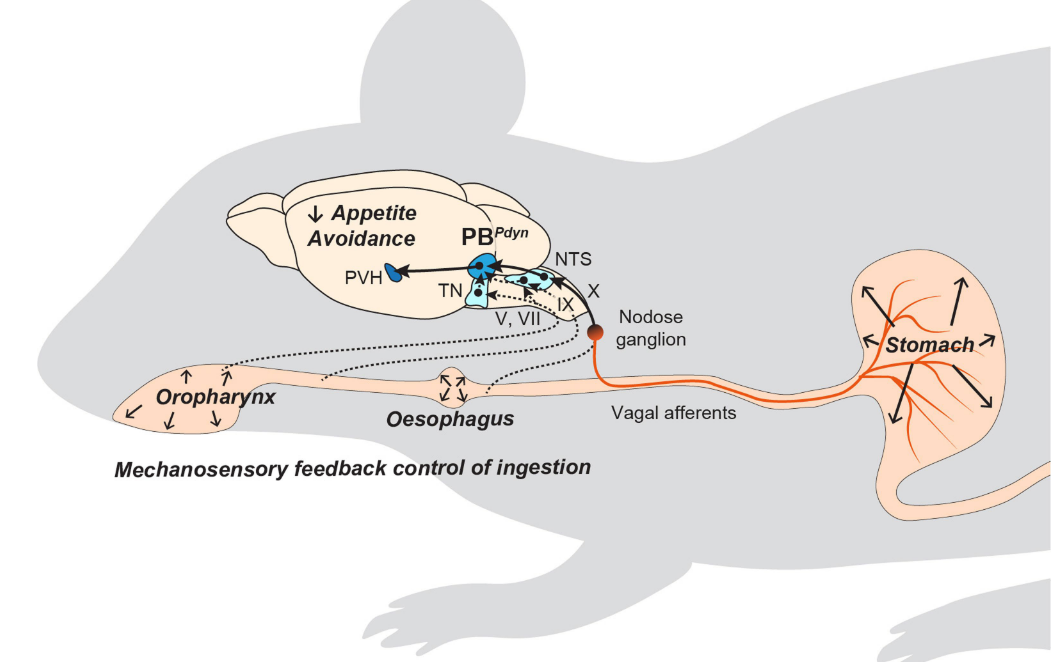 ↓ Appetite
Avoidance
PB^Pdyn
PVH
NTS
TN
X
IX
V, VII
Nodose
ganglion
Stomach
Oropharynx
Oesophagus
Vagal afferents
Mechanosensory feedback control of ingestion